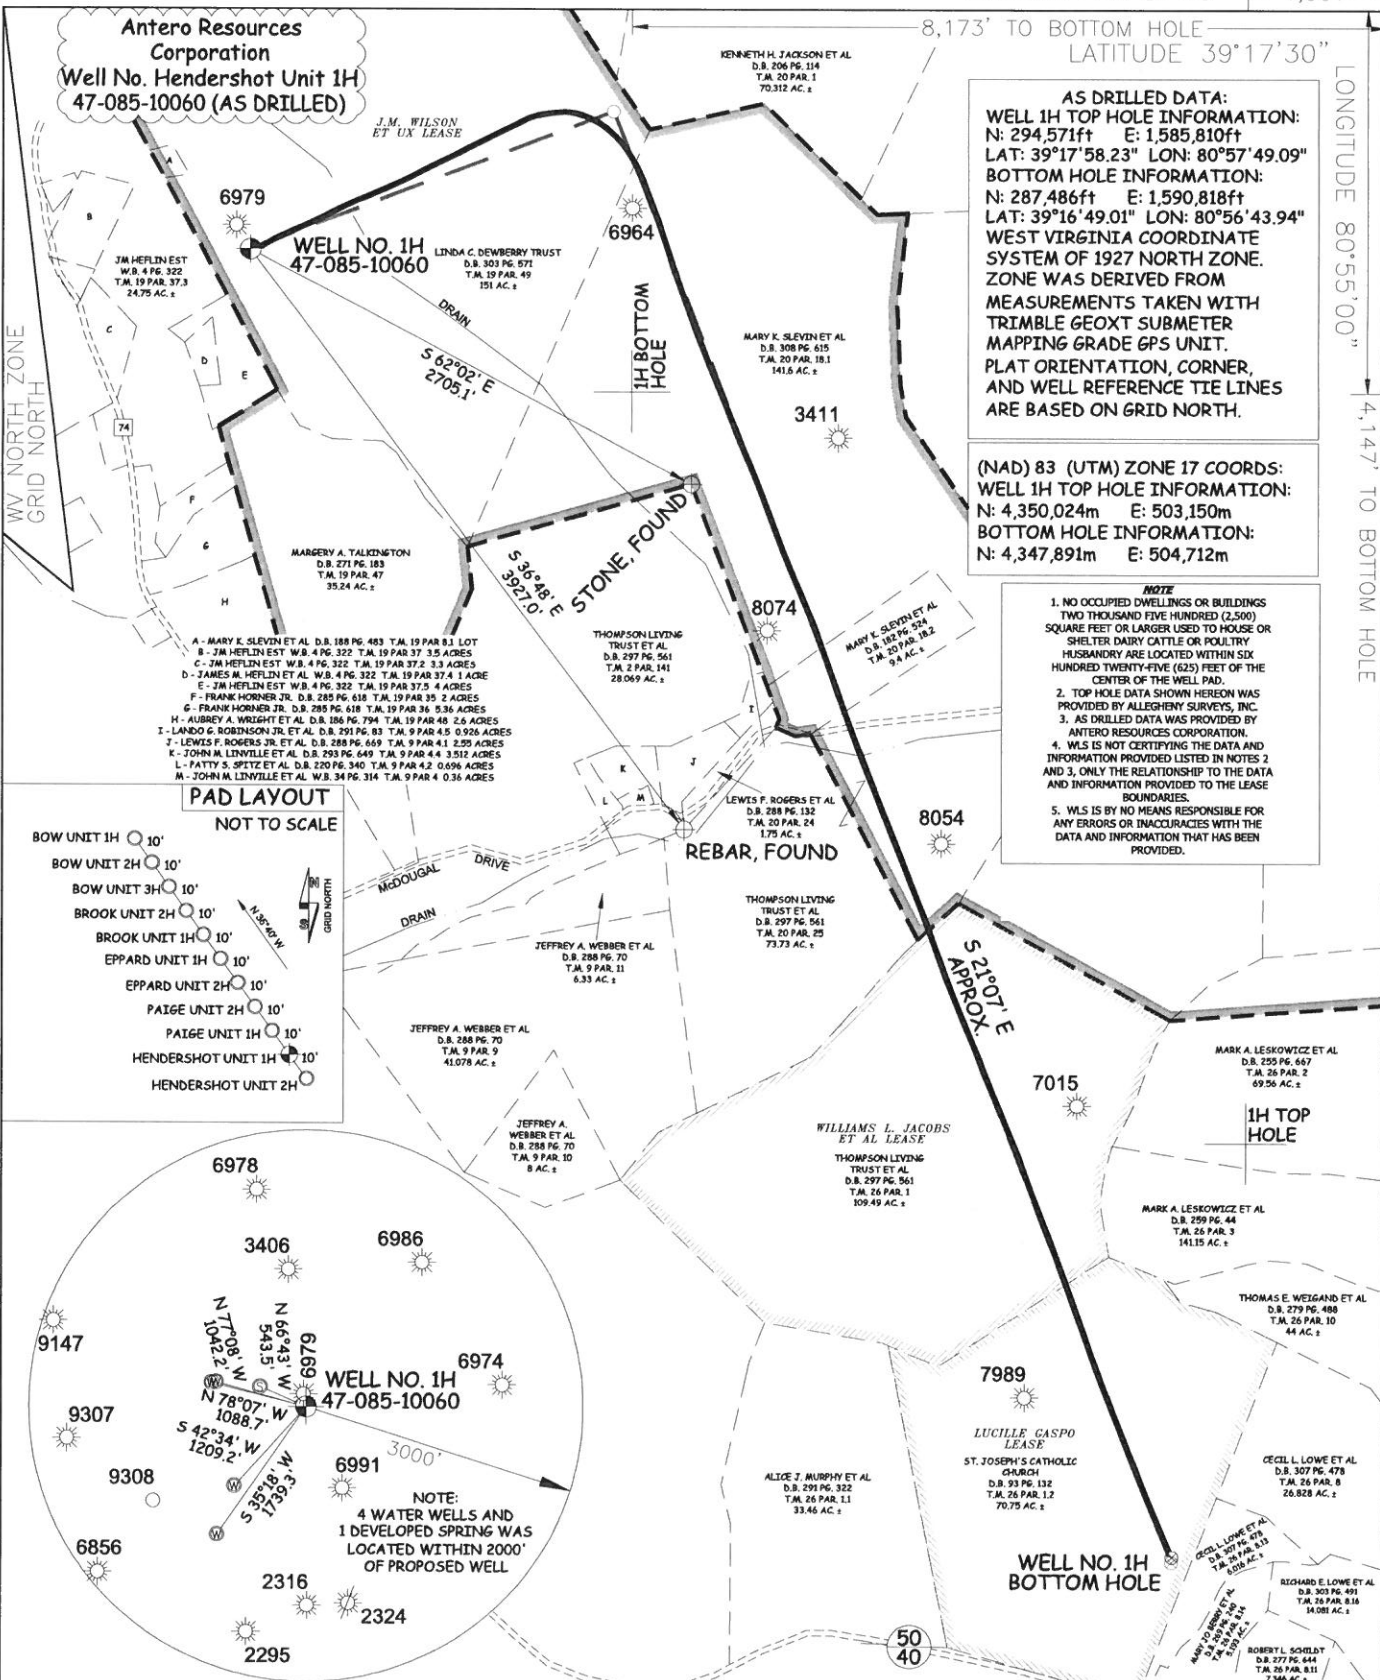 Antero Resources
Corporation
Well No. Hendershot Unit 1H
47-085-10060 (AS DRILLED)
8,173' TO BOTTOM HOLE
LATITUDE 39°17'30"
LONGITUDE 80°55'00"
4,147' TO BOTTOM HOLE
WV NORTH ZONE
GRID NORTH
AS DRILLED DATA:
WELL 1H TOP HOLE INFORMATION:
N: 294,571ft E: 1,585,810ft
LAT: 39°17'58.23" LON: 80°57'49.09"
BOTTOM HOLE INFORMATION:
N: 287,486ft E: 1,590,818ft
LAT: 39°16'49.01" LON: 80°56'43.94"
WEST VIRGINIA COORDINATE
SYSTEM OF 1927 NORTH ZONE.
ZONE WAS DERIVED FROM
MEASUREMENTS TAKEN WITH
TRIMBLE GEOXT SUBMETER
MAPPING GRADE GPS UNIT.
PLAT ORIENTATION, CORNER,
AND WELL REFERENCE TIE LINES
ARE BASED ON GRID NORTH.
(NAD) 83 (UTM) ZONE 17 COORDS:
WELL 1H TOP HOLE INFORMATION:
N: 4,350,024m E: 503,150m
BOTTOM HOLE INFORMATION:
N: 4,347,891m E: 504,712m
NOTE
1. NO OCCUPIED DWELLINGS OR BUILDINGS
TWO THOUSAND FIVE HUNDRED (2,500)
SQUARE FEET OR LARGER USED TO HOUSE OR
SHELTER DAIRY CATTLE OR POULTRY
HUSBANDRY ARE LOCATED WITHIN SIX
HUNDRED TWENTY-FIVE (625) FEET OF THE
CENTER OF THE WELL PAD.
2. TOP HOLE DATA SHOWN HEREON WAS
PROVIDED BY ALLEGHENY SURVEYS, INC.
3. AS DRILLED DATA WAS PROVIDED BY
ANTERO RESOURCES CORPORATION.
4. WLS IS NOT CERTIFYING THE DATA AND
INFORMATION PROVIDED LISTED IN NOTES 2
AND 3, ONLY THE RELATIONSHIP TO THE DATA
AND INFORMATION PROVIDED TO THE LEASE
BOUNDARIES.
5. WLS IS BY NO MEANS RESPONSIBLE FOR
ANY ERRORS OR INACCURACIES WITH THE
DATA AND INFORMATION THAT HAS BEEN
PROVIDED.
KENNETH H. JACKSON ET AL
D.B. 206 PG. 114
T.M. 20 PAR. 1
70.312 AC. ±
J.M. WILSON
ET UX LEASE
A
B
C
D
E
F
G
H
74
6979
WELL NO. 1H
47-085-10060
6964
JM HEFLIN EST
W.B. 4 PG. 322
T.M. 19 PAR. 37.3
24.75 AC. ±
LINDA C. DEWBERRY TRUST
D.B. 303 PG. 571
T.M. 19 PAR. 49
151 AC. ±
DRAIN
S 62°02' E
2705.1'
1H BOTTOM
HOLE
MARY K. SLEVIN ET AL
D.B. 308 PG. 615
T.M. 20 PAR. 18.1
141.6 AC. ±
3411
MARGERY A. TALKINGTON
D.B. 271 PG. 183
T.M. 19 PAR. 47
35.24 AC. ±
S 36°48' E
3927.0'
STONE, FOUND
8074
THOMPSON LIVING
TRUST ET AL
D.B. 297 PG. 561
T.M. 2 PAR. 141
28.069 AC. ±
MARY K. SLEVIN ET AL
D.B. 182 PG. 524
T.M. 20 PAR. 18.2
9.4 AC. ±
A - MARY K. SLEVIN ET AL D.B. 188 PG. 483 T.M. 19 PAR 8.1 LOT
B - JM HEFLIN EST W.B. 4 PG. 322 T.M. 19 PAR 37 3.5 ACRES
C - JM HEFLIN EST W.B. 4 PG. 322 T.M. 19 PAR 37.2 3.3 ACRES
D - JAMES M. HEFLIN ET AL W.B. 4 PG. 322 T.M. 19 PAR 37.4 1 ACRE
E - JM HEFLIN EST W.B. 4 PG. 322 T.M. 19 PAR 37.5 4 ACRES
F - FRANK HORNER JR. D.B. 285 PG. 618 T.M. 19 PAR 35 2 ACRES
G - FRANK HORNER JR. D.B. 285 PG. 618 T.M. 19 PAR 36 5.36 ACRES
H - AUBREY A. WRIGHT ET AL D.B. 186 PG. 794 T.M. 19 PAR 48 2.6 ACRES
I - LANDO G. ROBINSON JR. ET AL D.B. 291 PG. 83 T.M. 9 PAR 4.5 0.926 ACRES
J - LEWIS F. ROGERS JR. ET AL D.B. 288 PG. 669 T.M. 9 PAR 4.1 2.55 ACRES
K - JOHN M. LINVILLE ET AL D.B. 293 PG. 649 T.M. 9 PAR 4.4 3.512 ACRES
L - PATTY S. SPITZ ET AL D.B. 220 PG. 340 T.M. 9 PAR 4.2 0.696 ACRES
M - JOHN M. LINVILLE ET AL W.B. 34 PG. 314 T.M. 9 PAR 4 0.36 ACRES
I
J
K
L
M
LEWIS F. ROGERS ET AL
D.B. 288 PG. 132
T.M. 20 PAR. 24
1.75 AC. ±
REBAR, FOUND
8054
PAD LAYOUT
NOT TO SCALE
BOW UNIT 1H 10'
BOW UNIT 2H 10'
BOW UNIT 3H 10'
BROOK UNIT 2H 10'
BROOK UNIT 1H 10'
EPPARD UNIT 1H 10'
EPPARD UNIT 2H 10'
PAIGE UNIT 2H 10'
PAIGE UNIT 1H 10'
HENDERSHOT UNIT 1H 10'
HENDERSHOT UNIT 2H
N 36°40' W
GRID NORTH
McDOUGAL DRIVE
DRAIN
THOMPSON LIVING
TRUST ET AL
D.B. 297 PG. 561
T.M. 20 PAR. 25
73.73 AC. ±
JEFFREY A. WEBBER ET AL
D.B. 288 PG. 70
T.M. 9 PAR. 11
6.33 AC. ±
S 21°07' E
APPROX.
JEFFREY A. WEBBER ET AL
D.B. 288 PG. 70
T.M. 9 PAR. 9
41.078 AC. ±
JEFFREY A.
WEBBER ET AL
D.B. 288 PG. 70
T.M. 9 PAR. 10
8 AC. ±
7015
MARK A. LESKOWICZ ET AL
D.B. 255 PG. 667
T.M. 26 PAR. 2
69.56 AC. ±
1H TOP
HOLE
WILLIAMS L. JACOBS
ET AL LEASE
THOMPSON LIVING
TRUST ET AL
D.B. 297 PG. 561
T.M. 26 PAR. 1
109.49 AC. ±
MARK A. LESKOWICZ ET AL
D.B. 259 PG. 44
T.M. 26 PAR. 3
141.15 AC. ±
THOMAS E. WEIGAND ET AL
D.B. 279 PG. 488
T.M. 26 PAR. 10
44 AC. ±
6978
3406
6986
9147
N 77°08' W
1042.2'
N 66°43' W
543.5'
6979
WELL NO. 1H
47-085-10060
6974
N 78°07' W
1088.7'
S 42°34' W
1209.2'
S 35°18' W
1739.3'
W
S
W
W
3000'
9307
9308
6991
6856
NOTE:
4 WATER WELLS AND
1 DEVELOPED SPRING WAS
LOCATED WITHIN 2000'
OF PROPOSED WELL
2316
2324
2295
7989
LUCILLE GASPO
LEASE
ST. JOSEPH'S CATHOLIC
CHURCH
D.B. 93 PG. 132
T.M. 26 PAR. 1.2
70.75 AC. ±
ALICE J. MURPHY ET AL
D.B. 291 PG. 322
T.M. 26 PAR. 1.1
33.46 AC. ±
CECIL L. LOWE ET AL
D.B. 307 PG. 478
T.M. 26 PAR. 8
26.828 AC. ±
WELL NO. 1H
BOTTOM HOLE
CECIL L. LOWE ET AL
D.B. 307 PG. 478
T.M. 26 PAR. 8.13
6.016 AC. ±
RICHARD E. LOWE ET AL
D.B. 303 PG. 491
T.M. 26 PAR. 8.16
14.081 AC. ±
MARY JO BERRY ET AL
D.B. 269 PG. 240
T.M. 26 PAR. 8.14
ROBERT L. SCHILDT
D.B. 277 PG. 644
T.M. 26 PAR. 8.11
50
40